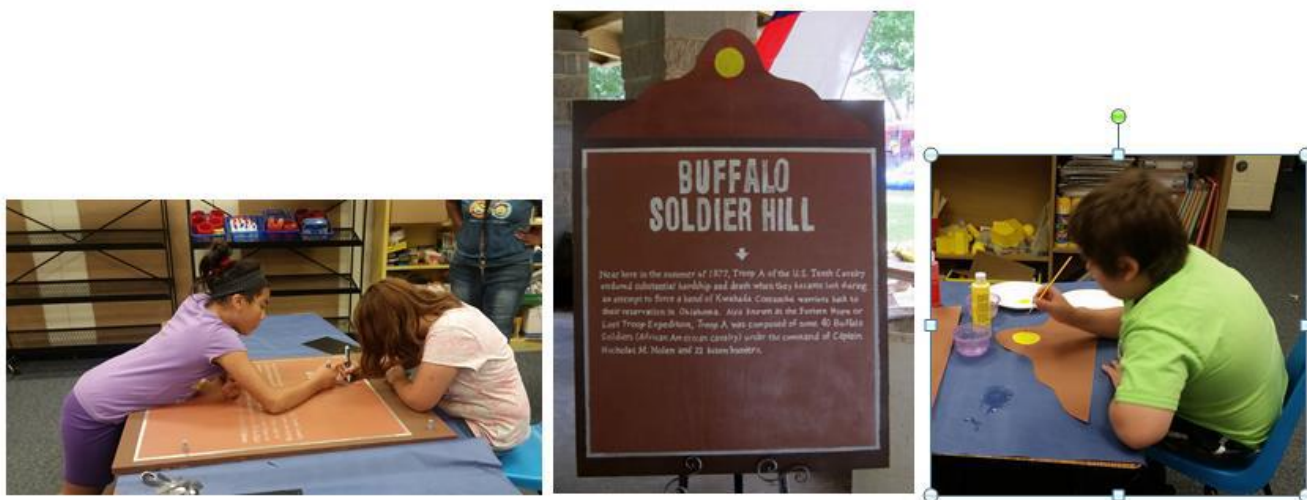 BUFFALO
SOLDIER HILL
Near here in the summer of 1877, Troop A of the U.S. Tenth Cavalry
endured substantial hardship and death when they became lost during
an attempt to force a band of Kwahada Comanche warriors back to
their reservation in Oklahoma. Also known as the Nolan or
Lost Troop Expedition, Troop A was composed of some 40 Buffalo
Soldiers (African American cavalry) under the command of Captain
Nicholas M. Nolan and 22 bison hunters.